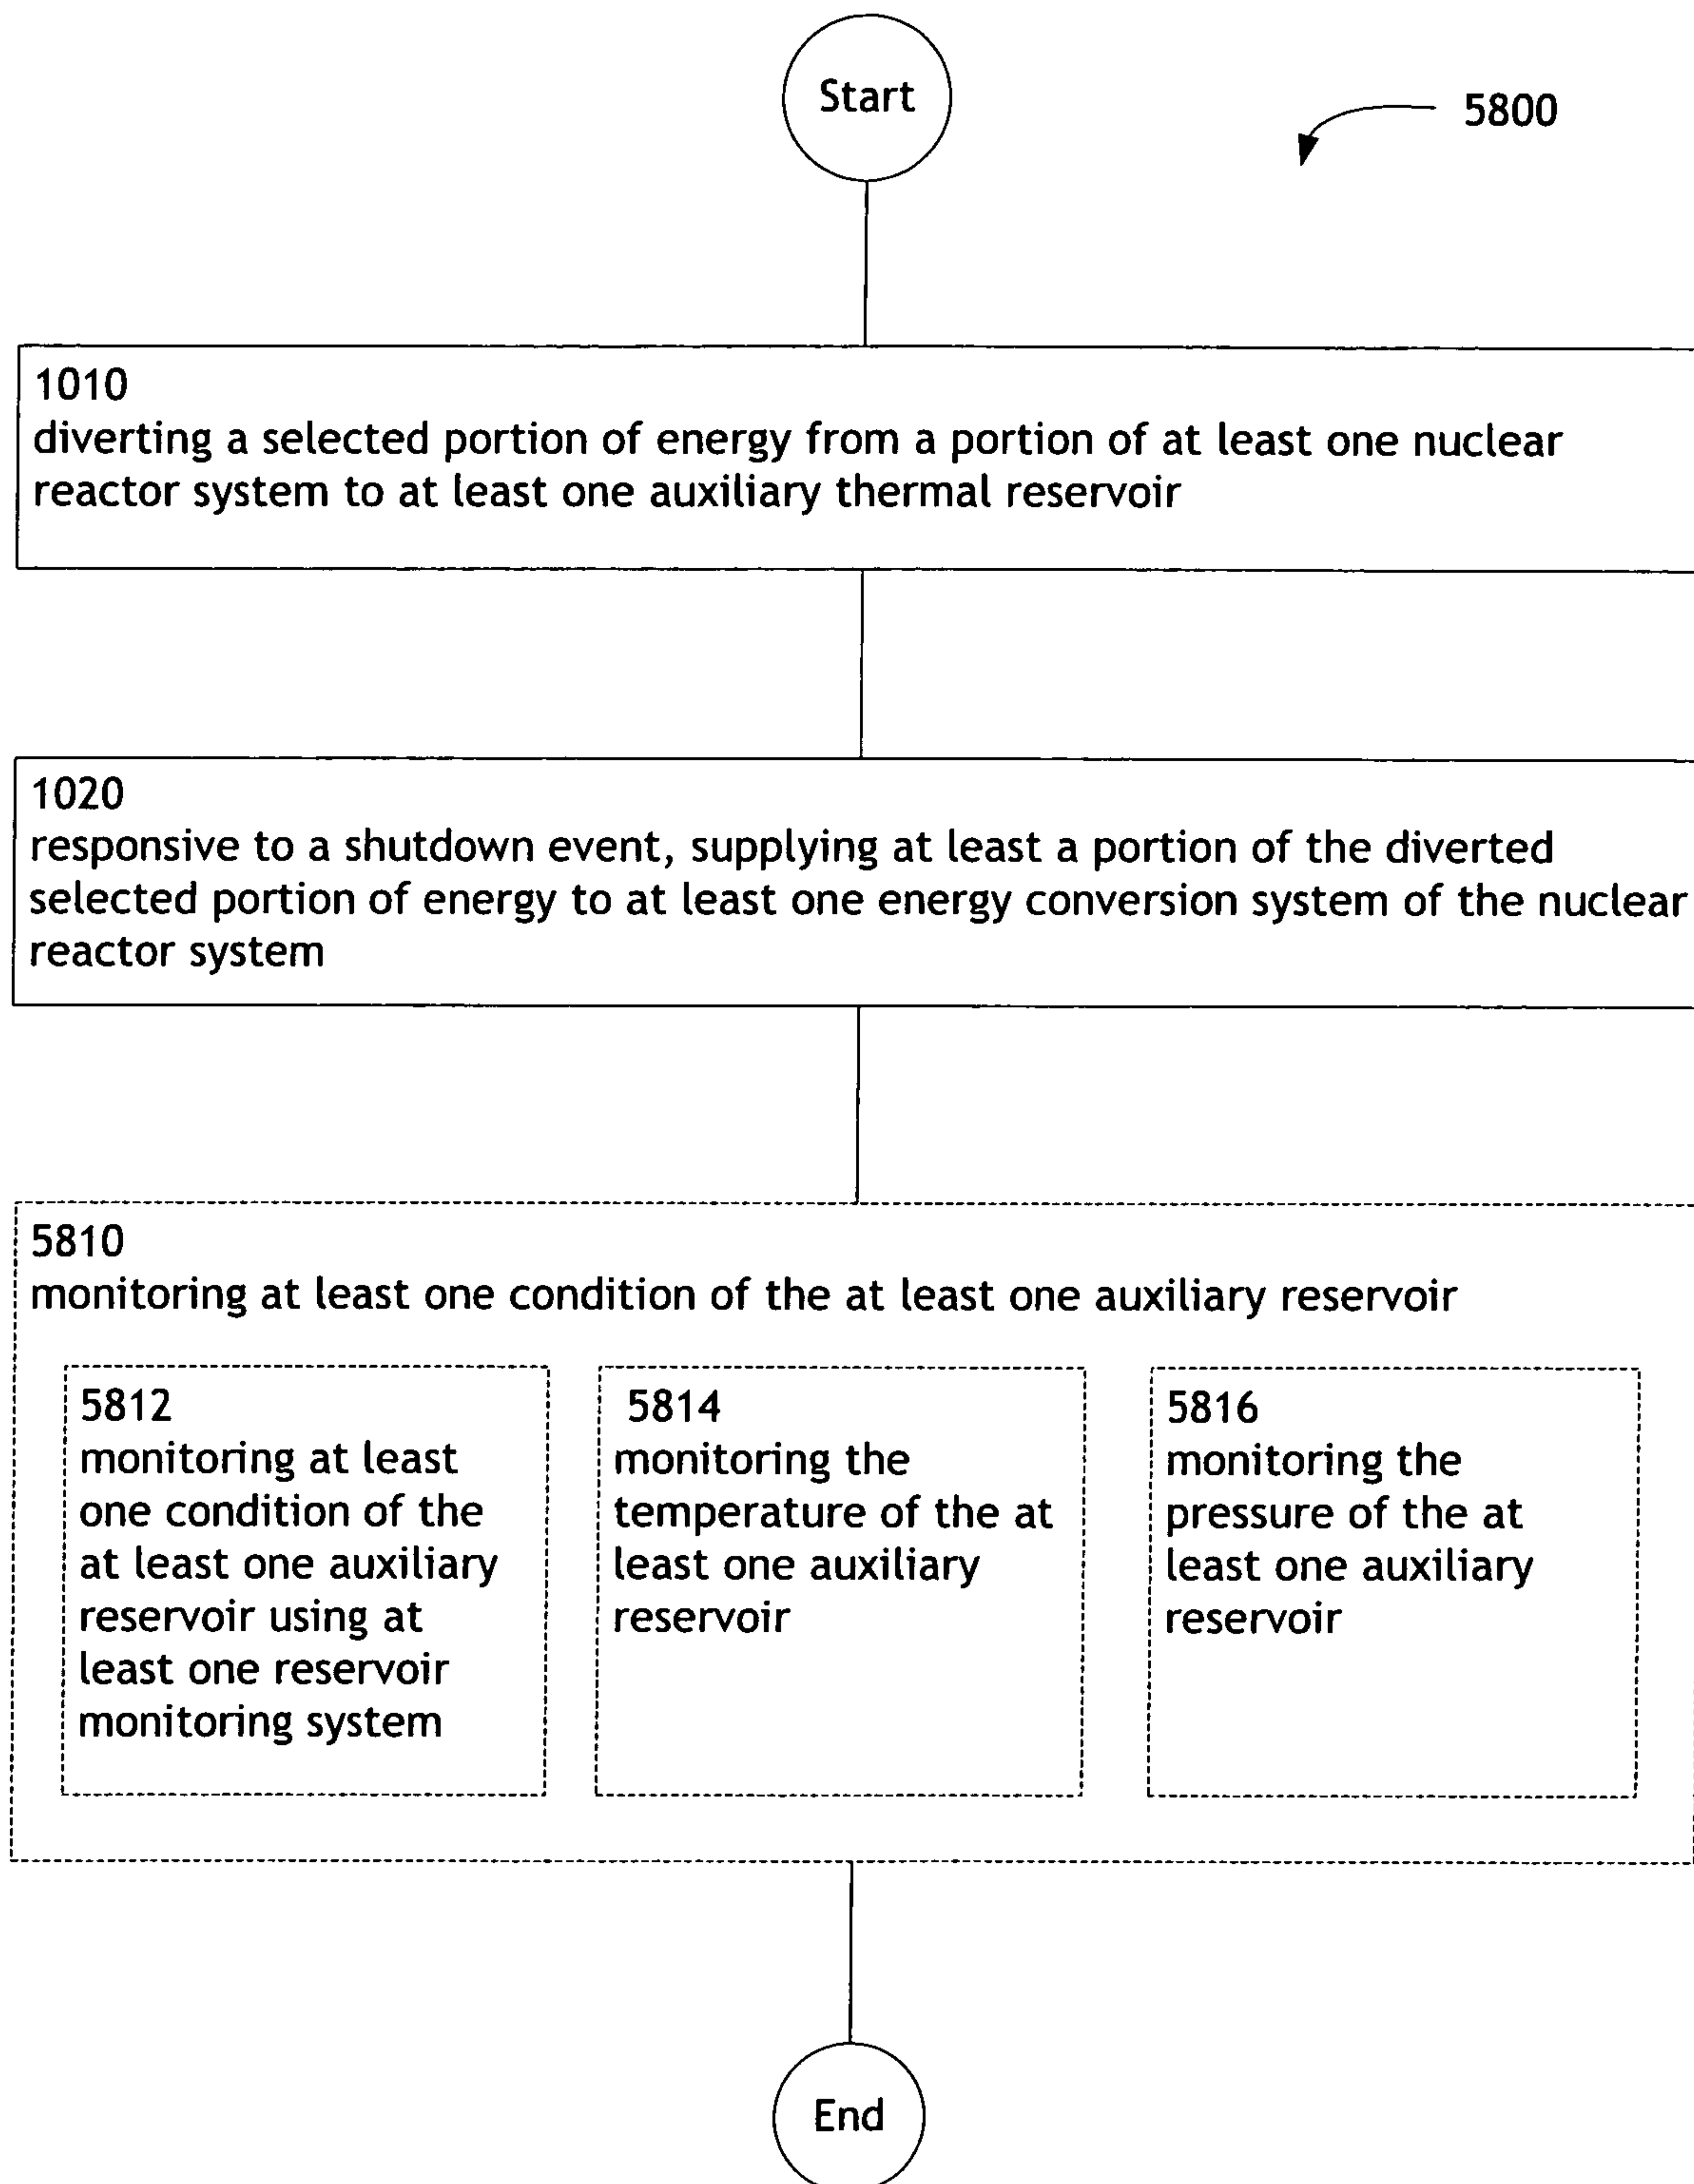 Start
5800
1010
diverting a selected portion of energy from a portion of at least one nuclear
reactor system to at least one auxiliary thermal reservoir
1020
responsive to a shutdown event, supplying at least a portion of the diverted
selected portion of energy to at least one energy conversion system of the nuclear
reactor system
5810
monitoring at least one condition of the at least one auxiliary reservoir
5812
monitoring at least
one condition of the
at least one auxiliary
reservoir using at
least one reservoir
monitoring system
5814
monitoring the
temperature of the at
least one auxiliary
reservoir
5816
monitoring the
pressure of the at
least one auxiliary
reservoir
End